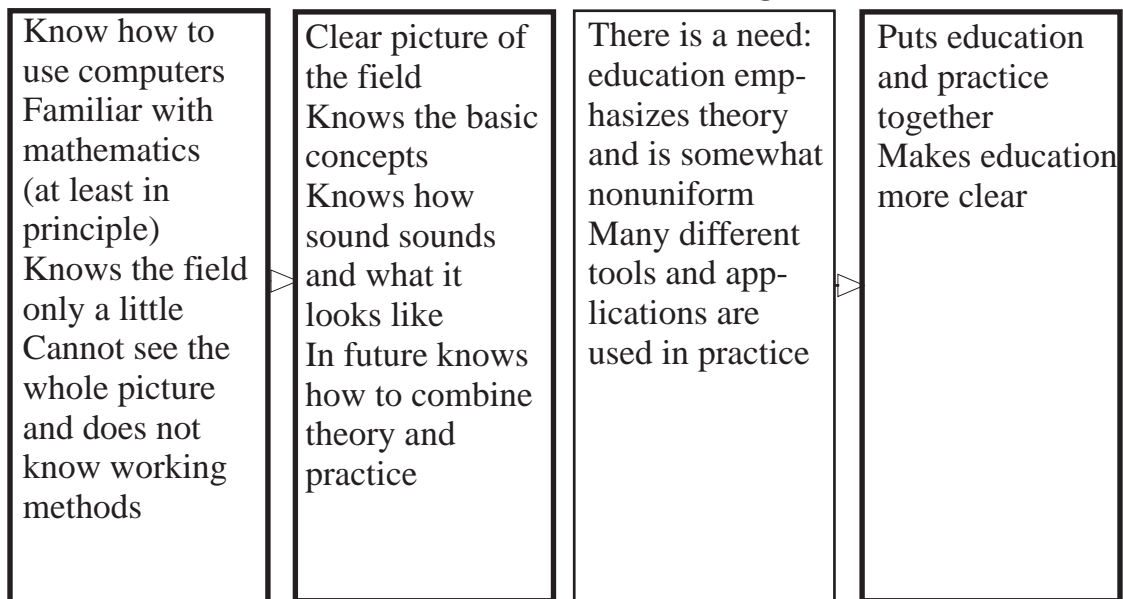 Know how to
use computers
Familiar with
mathematics
(at least in
principle)
Knows the field
only a little
Cannot see the
whole picture
and does not
know working
methods
Clear picture of
the field
Knows the basic
concepts
Knows how
sound sounds
and what it
looks like
In future knows
how to combine
theory and
practice
There is a need:
education emp-
hasizes theory
and is somewhat
nonuniform
Many different
tools and app-
lications are
used in practice
Puts education
and practice
together
Makes education
more clear